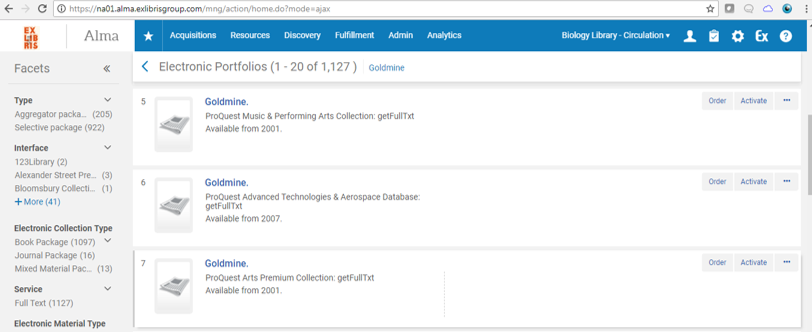 https://na01.alma.exlibrisgroup.com/mng/action/home.do?mode=ajax
EX
LIB
RIS
Alma
Acquisitions Resources Discovery Fulfillment Admin Analytics
Biology Library - Circulation
Ex
?
Facets
Electronic Portfolios (1 - 20 of 1,127 ) Goldmine
Type
Aggregator packa... (205)
Selective package (922)
Interface
123Library (2)
Alexander Street Pre... (3)
Bloomsbury Collecti... (1)
+ More (41)
Electronic Collection Type
Book Package (1097)
Journal Package (16)
Mixed Material Pac... (13)
Service
Full Text (1127)
Electronic Material Type
5 Goldmine.
ProQuest Music & Performing Arts Collection: getFullTxt
Available from 2001.
Order Activate ...
6 Goldmine.
ProQuest Advanced Technologies & Aerospace Database:
getFullTxt
Available from 2007.
Order Activate ...
7 Goldmine.
ProQuest Arts Premium Collection: getFullTxt
Available from 2001.
Order Activate ...